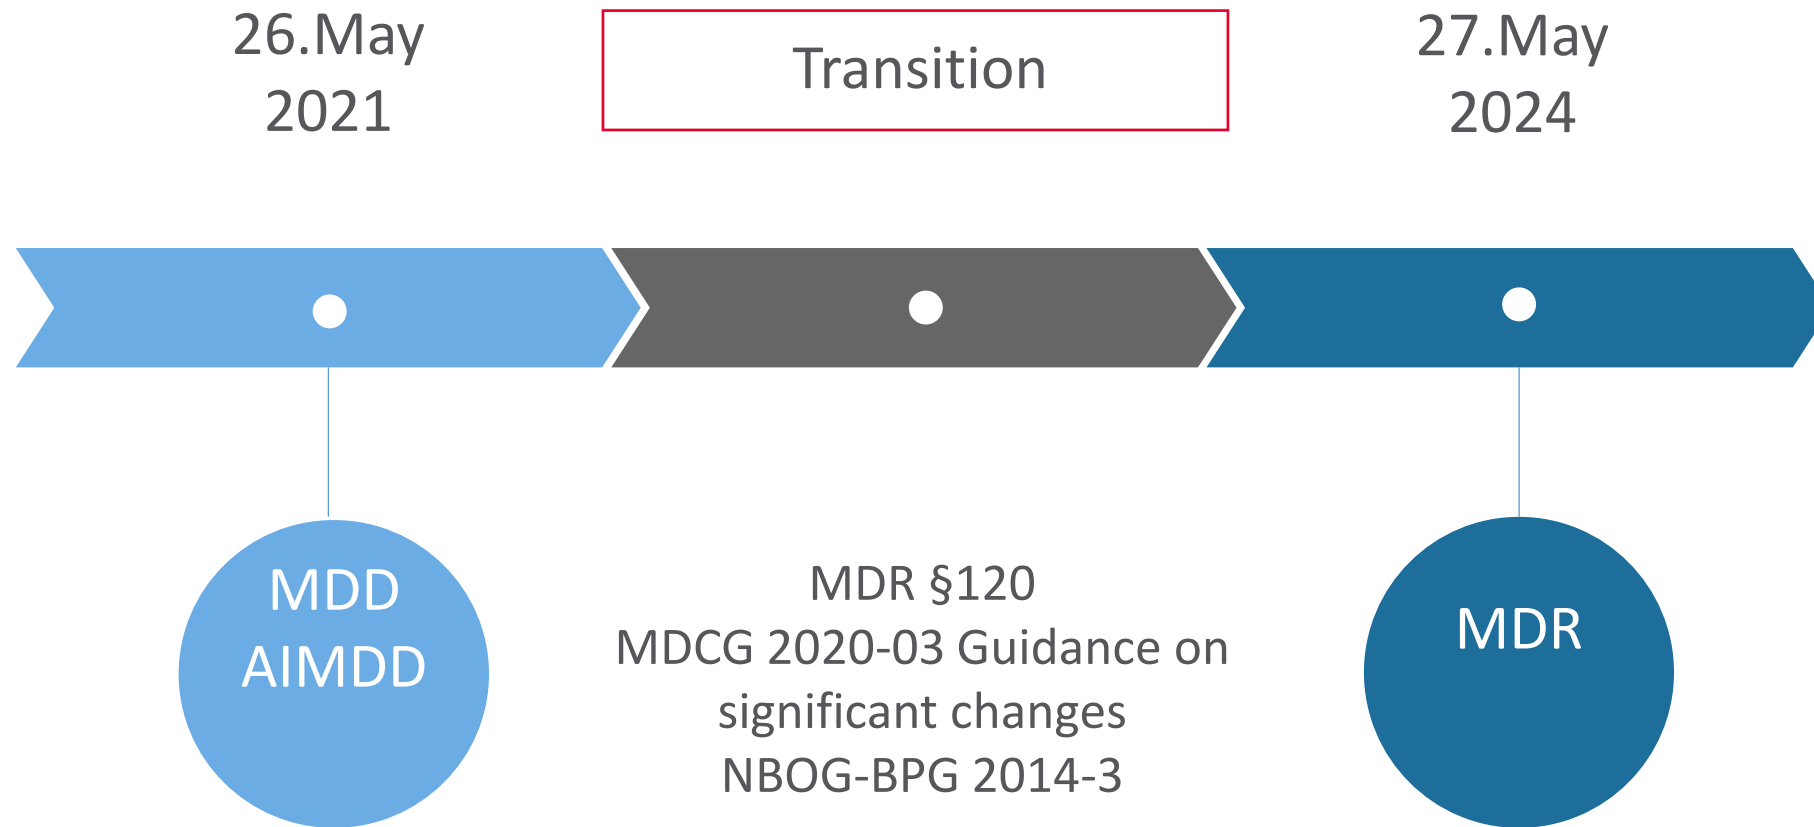 26.May
2021
Transition
27.May
2024
MDD
AIMDD
MDR §120
MDCG 2020-03 Guidance on
significant changes
NBOG-BPG 2014-3
MDR